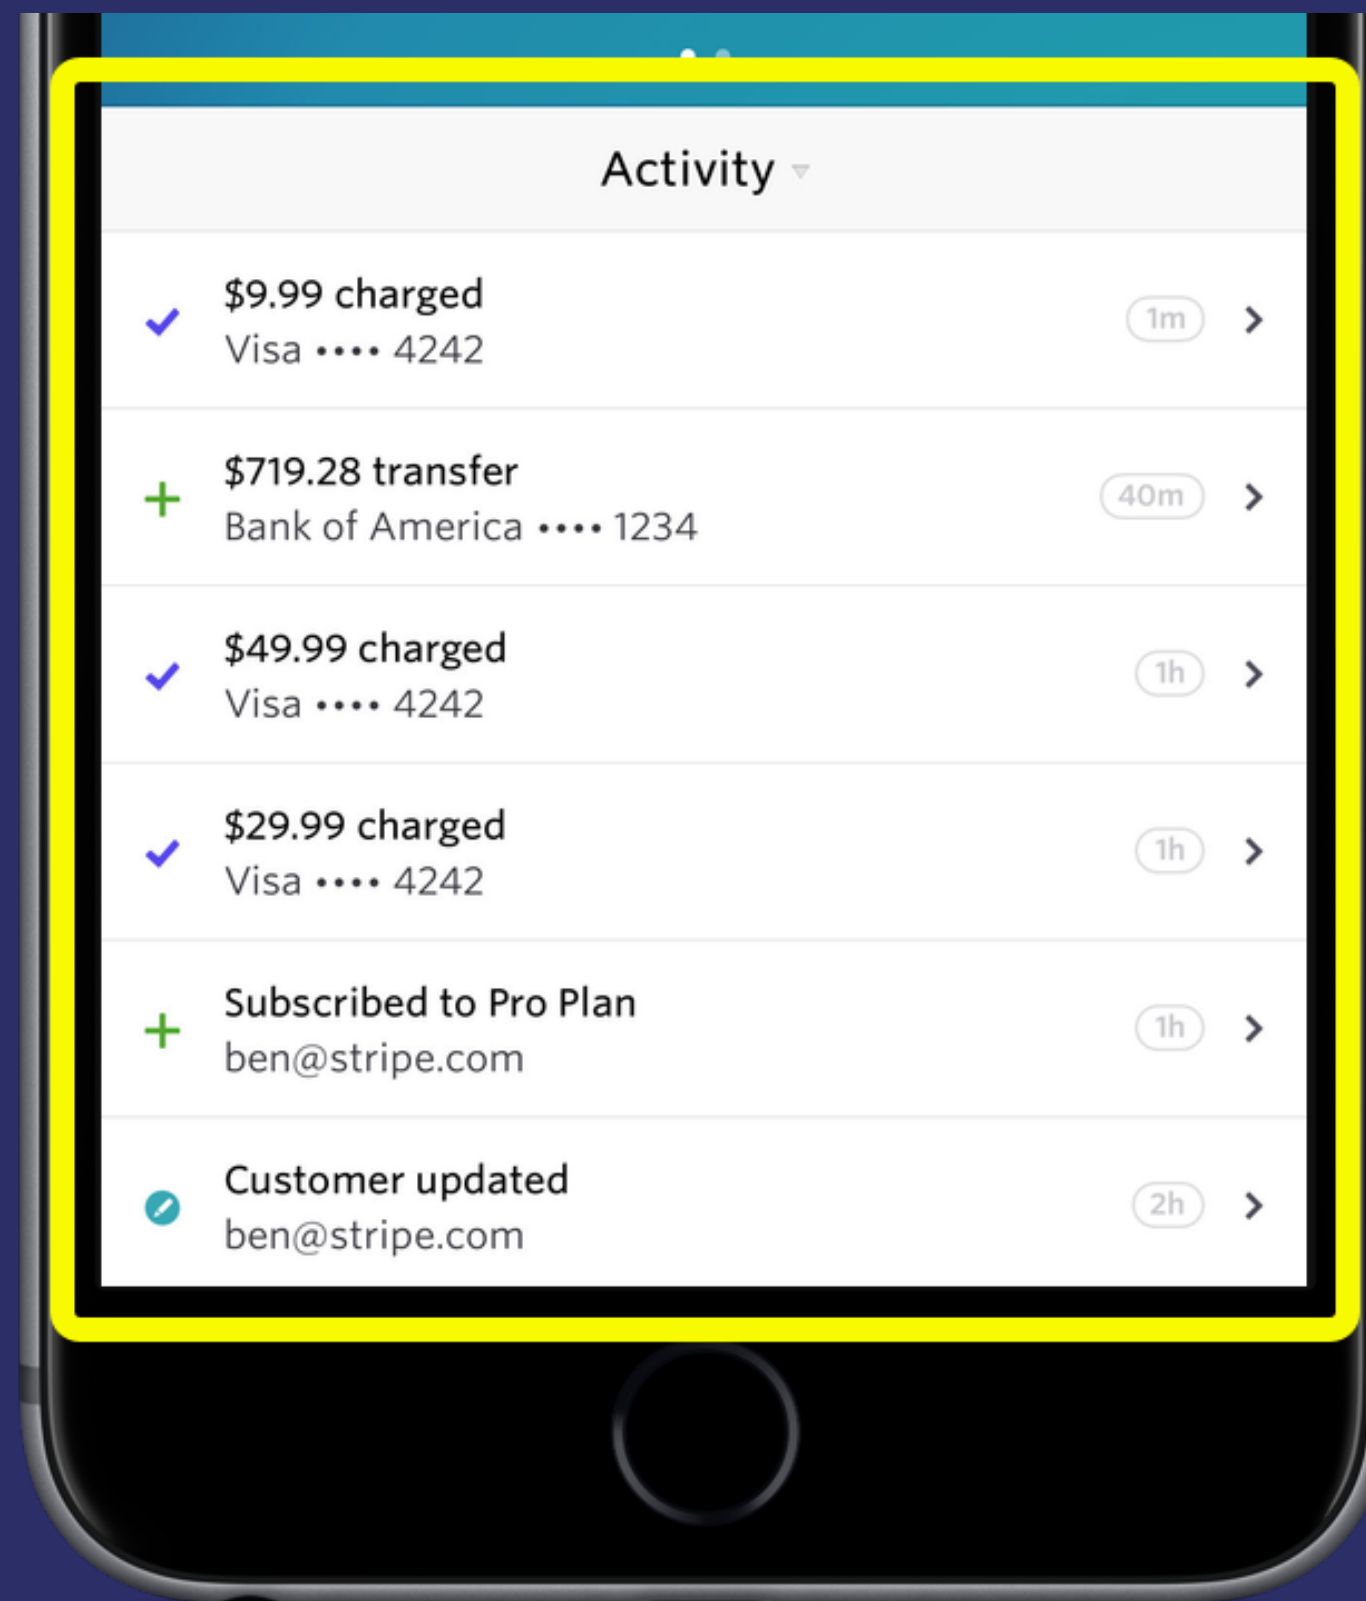 Activity
$9.99 charged
1m
Visa •••• 4242
$719.28 transfer
40m
Bank of America •••• 1234
$49.99 charged
1h
Visa •••• 4242
$29.99 charged
1h
Visa •••• 4242
Subscribed to Pro Plan
1h
ben@stripe.com
Customer updated
2h
ben@stripe.com